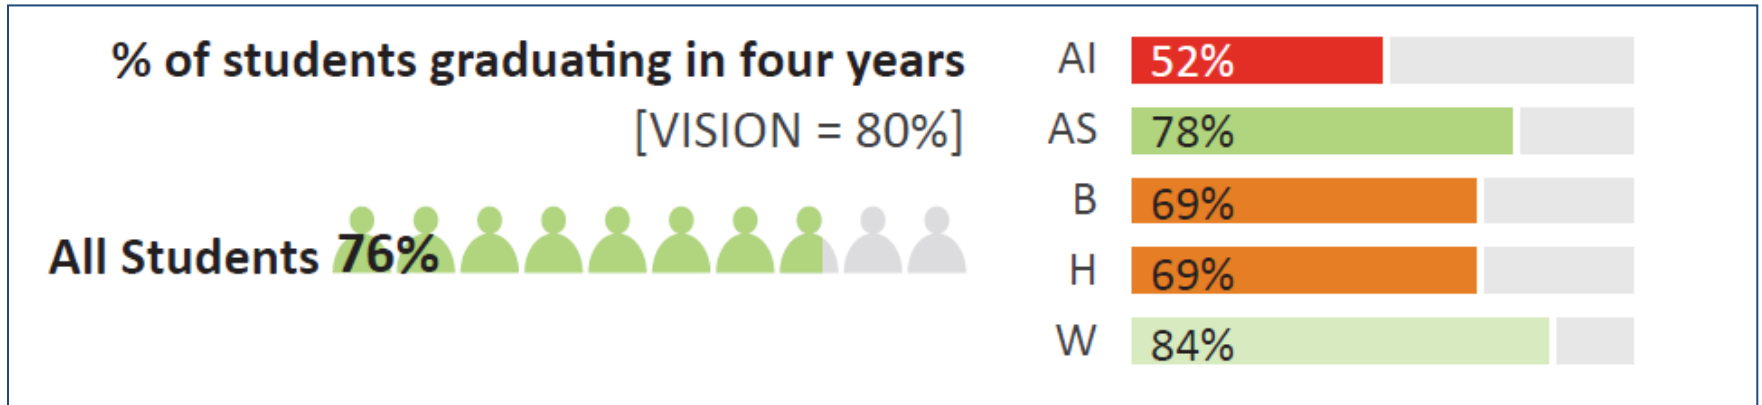 % of students graduating in four years
[VISION = 80%]
All Students 76%
AI 52%
AS 78%
B 69%
H 69%
W 84%